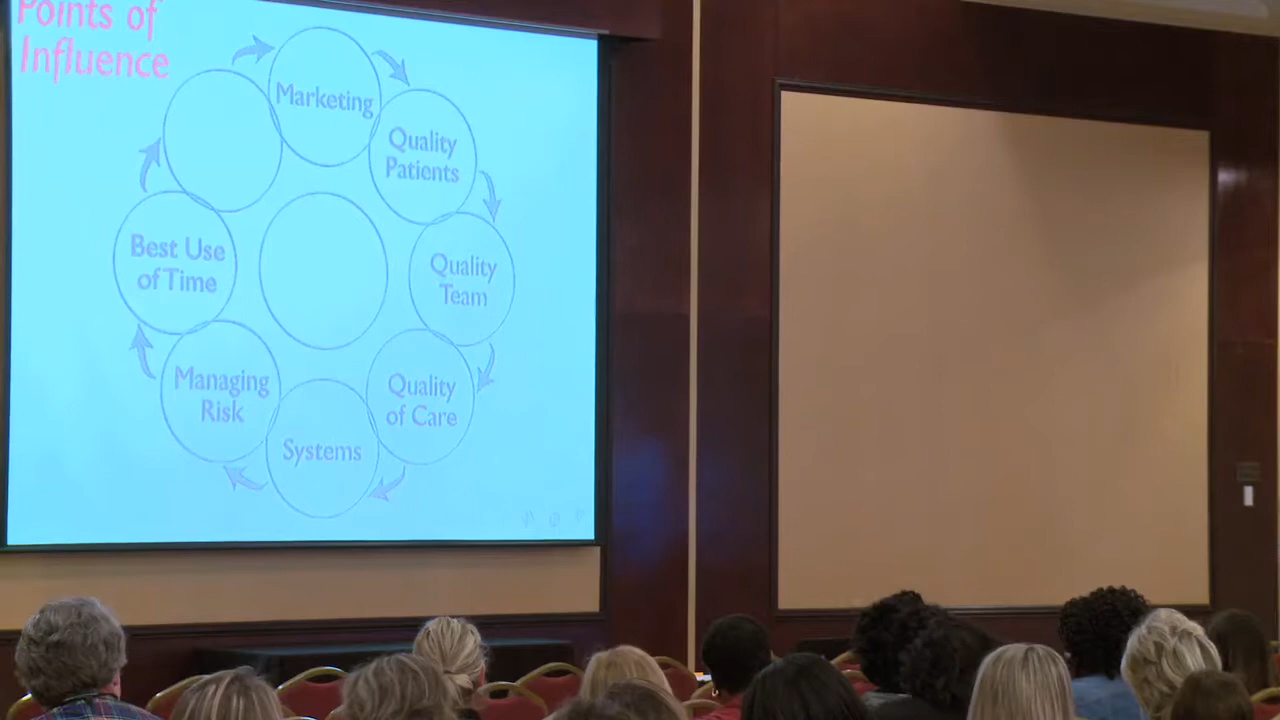 Points of
Influence
Marketing
Quality
Patients
Quality
Team
Quality
of Care
Systems
Managing
Risk
Best Use
of Time